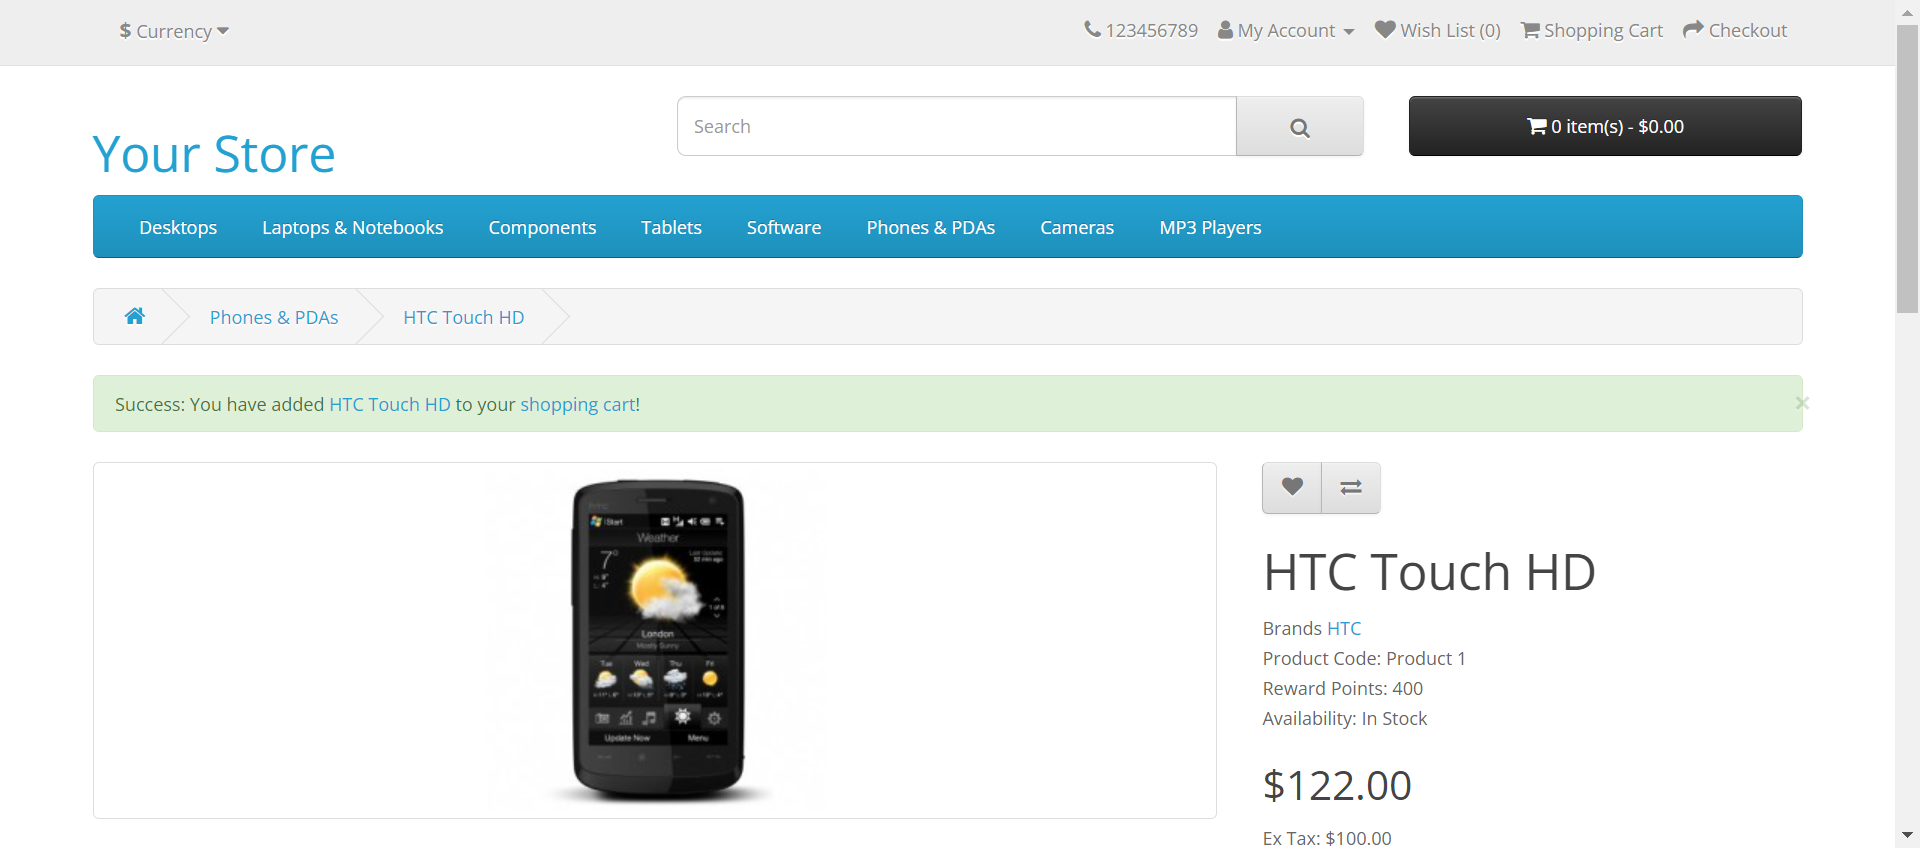 $ Currency
123456789 My Account Wish List (0) Shopping Cart Checkout
Your Store
Search
0 item(s) - $0.00
Desktops Laptops & Notebooks Components Tablets Software Phones & PDAs Cameras MP3 Players
Phones & PDAs HTC Touch HD
Success: You have added HTC Touch HD to your shopping cart!
×
Start
Weather
7°
London
Mostly Sunny
Tue Wed Thu Fri
Update Now Menu
HTC Touch HD
Brands HTC
Product Code: Product 1
Reward Points: 400
Availability: In Stock
$122.00
Ex Tax: $100.00